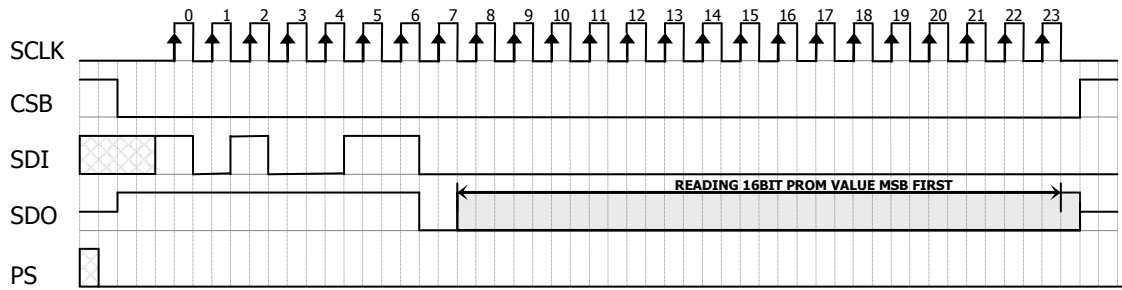 0 1 2 3 4 5 6 7 8 9 10 11 12 13 14 15 16 17 18 19 20 21 22 23
SCLK
CSB
SDI
READING 16BIT PROM VALUE MSB FIRST
SDO
PS